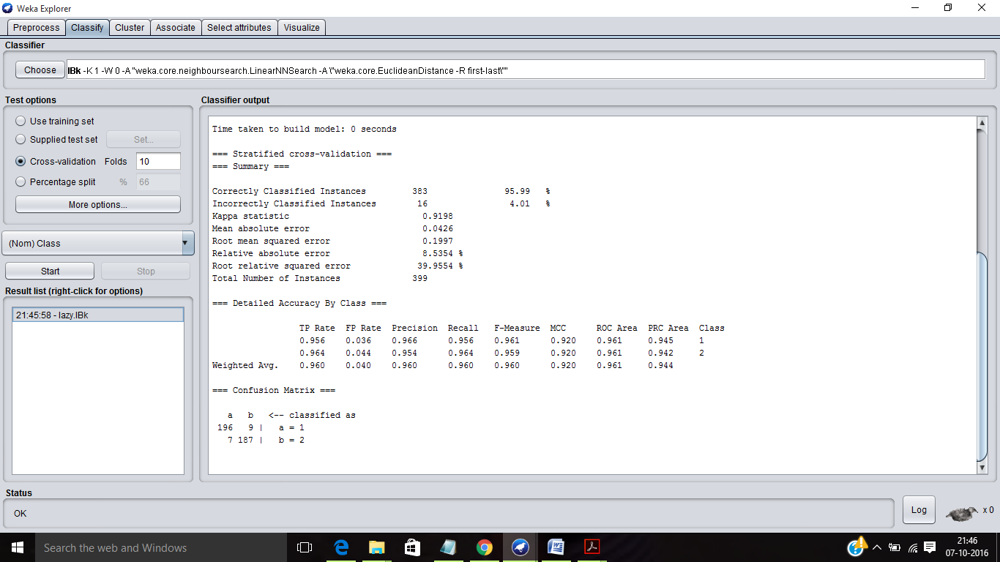 Weka Explorer
Preprocess Classify Cluster Associate Select attributes Visualize
Classifier
Choose IBk -K 1 -W 0 -A "weka.core.neighboursearch.LinearNNSearch -A \"weka.core.EuclideanDistance -R first-last\""
Test options
Use training set
Supplied test set Set...
Cross-validation Folds 10
Percentage split % 66
More options...
(Nom) Class
Start Stop
Result list (right-click for options)
21:45:58 - lazy.IBk
Classifier output
Time taken to build model: 0 seconds
=== Stratified cross-validation ===
=== Summary ===
Correctly Classified Instances 383 95.99 %
Incorrectly Classified Instances 16 4.01 %
Kappa statistic 0.9198
Mean absolute error 0.0426
Root mean squared error 0.1997
Relative absolute error 8.5354 %
Root relative squared error 39.9554 %
Total Number of Instances 399
=== Detailed Accuracy By Class ===
TP Rate FP Rate Precision Recall F-Measure MCC ROC Area PRC Area Class
0.956 0.036 0.966 0.956 0.961 0.920 0.961 0.945 1
0.964 0.044 0.954 0.964 0.959 0.920 0.961 0.942 2
Weighted Avg. 0.960 0.040 0.960 0.960 0.960 0.920 0.961 0.944
=== Confusion Matrix ===
a b <-- classified as
196 9 | a = 1
7 187 | b = 2
Status
OK
Log x 0
Search the web and Windows
21:46
07-10-2016